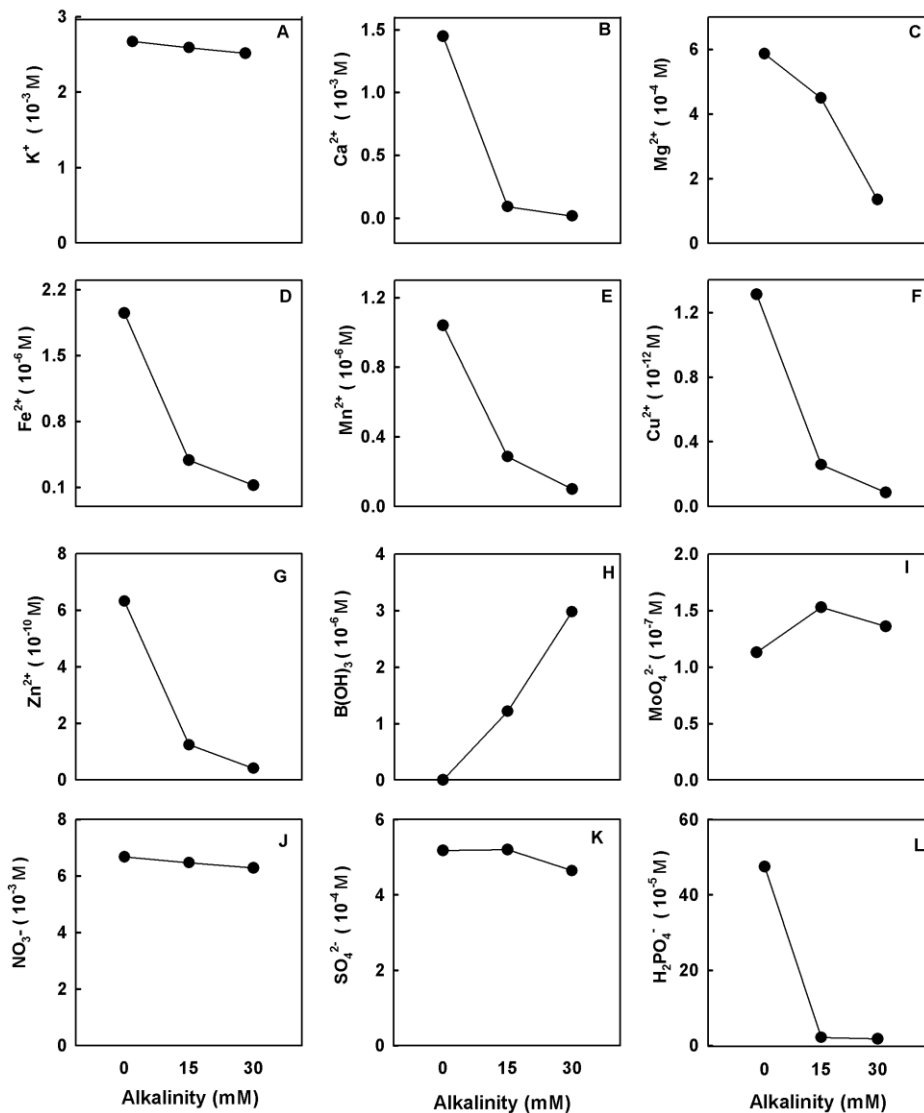 A
K⁺ (10⁻³ M)
3
2
1
0
B
Ca²⁺ (10⁻³ M)
1.5
1.0
0.5
0.0
C
Mg²⁺ (10⁻⁴ M)
6
4
2
0
D
Fe²⁺ (10⁻⁶ M)
2.2
1.5
0.8
0.1
E
Mn²⁺ (10⁻⁶ M)
1.2
0.8
0.4
0.0
F
Cu²⁺ (10⁻¹² M)
1.2
0.8
0.4
0.0
G
Zn²⁺ (10⁻¹⁰ M)
8
6
4
2
0
H
B(OH)₃ (10⁻⁶ M)
4
3
2
1
0
I
MoO₄²⁻ (10⁻⁷ M)
2.0
1.5
1.0
0.5
0.0
J
NO₃- (10⁻³ M)
8
6
4
2
0
0 15 30
Alkalinity (mM)
K
SO₄²⁻ (10⁻⁴ M)
6
4
2
0
0 15 30
Alkalinity (mM)
L
H₂PO₄⁻ (10⁻⁵ M)
60
40
20
0
0 15 30
Alkalinity (mM)